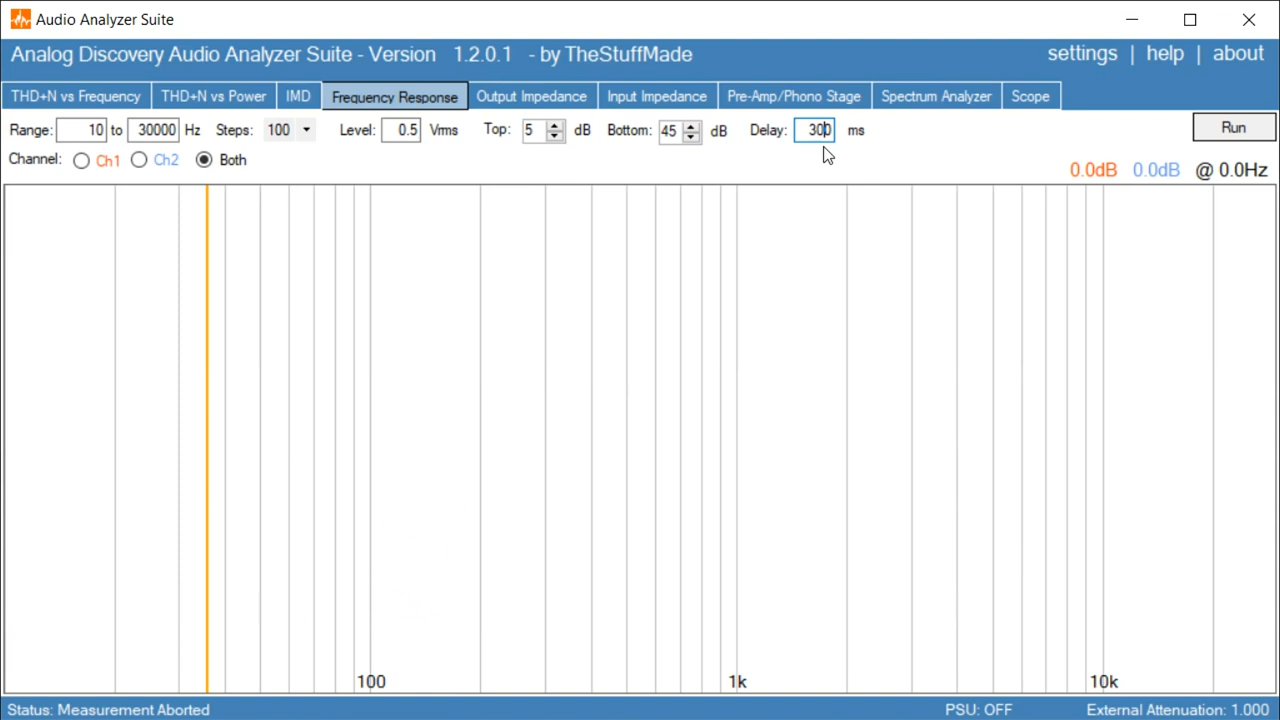 Audio Analyzer Suite
Analog Discovery Audio Analyzer Suite - Version 1.2.0.1 - by TheStuffMade
settings | help | about
THD+N vs Frequency THD+N vs Power IMD Frequency Response Output Impedance Input Impedance Pre-Amp/Phono Stage Spectrum Analyzer Scope
Range: 10 to 30000 Hz Steps: 100 Level: 0.5 Vrms Top: 5 dB Bottom: 45 dB Delay: 300 ms Run
Channel: Ch1 Ch2 Both
0.0dB 0.0dB @ 0.0Hz
100 1k 10k
Status: Measurement Aborted PSU: OFF External Attenuation: 1.000